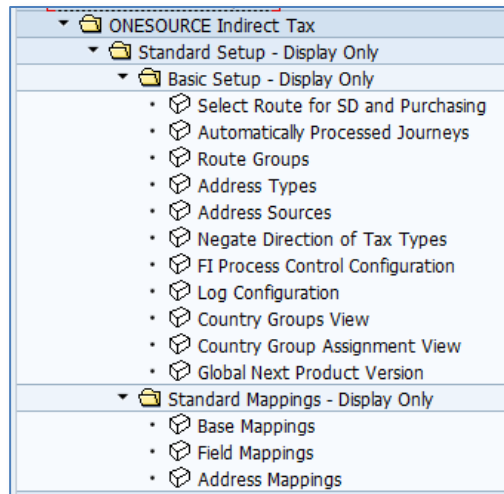 ONESOURCE Indirect Tax
Standard Setup - Display Only
Basic Setup - Display Only
Select Route for SD and Purchasing
Automatically Processed Journeys
Route Groups
Address Types
Address Sources
Negate Direction of Tax Types
FI Process Control Configuration
Log Configuration
Country Groups View
Country Group Assignment View
Global Next Product Version
Standard Mappings - Display Only
Base Mappings
Field Mappings
Address Mappings